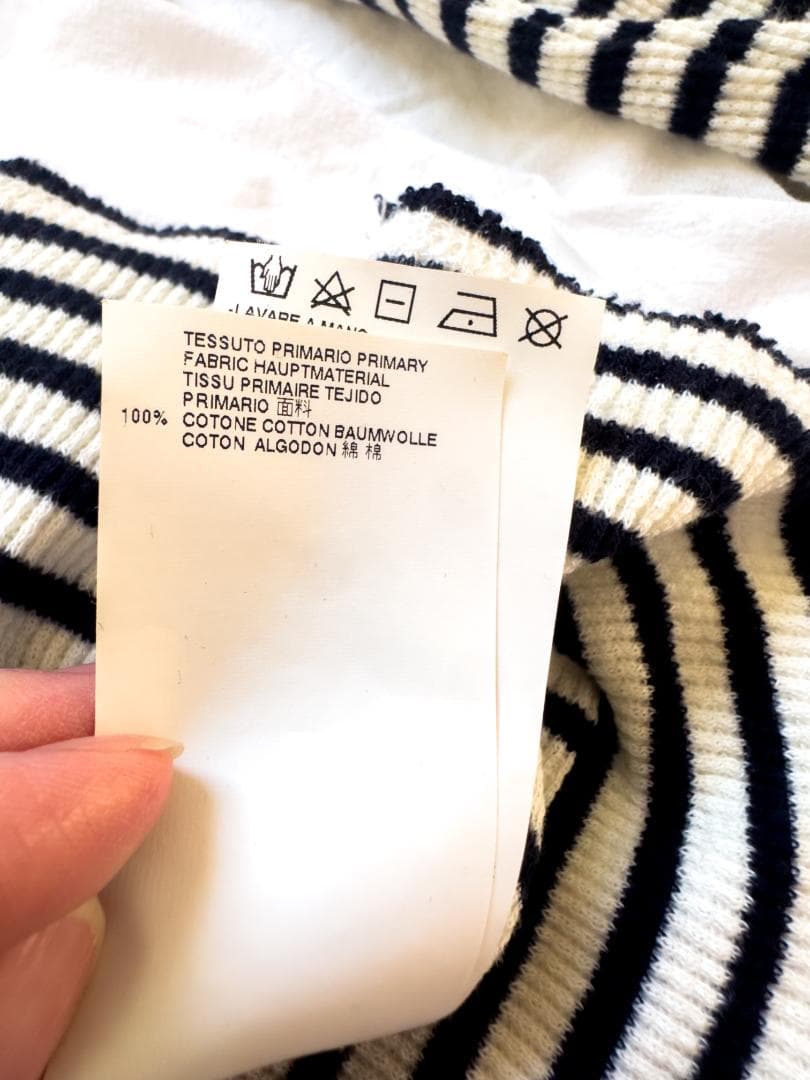 LAVARE A MANO
TESSUTO PRIMARIO PRIMARY
FABRIC HAUPTMATERIAL
TISSU PRIMAIRE TEJIDO
PRIMARIO 面料
100% COTONE COTTON BAUMWOLLE
COTON ALGODON 綿 棉